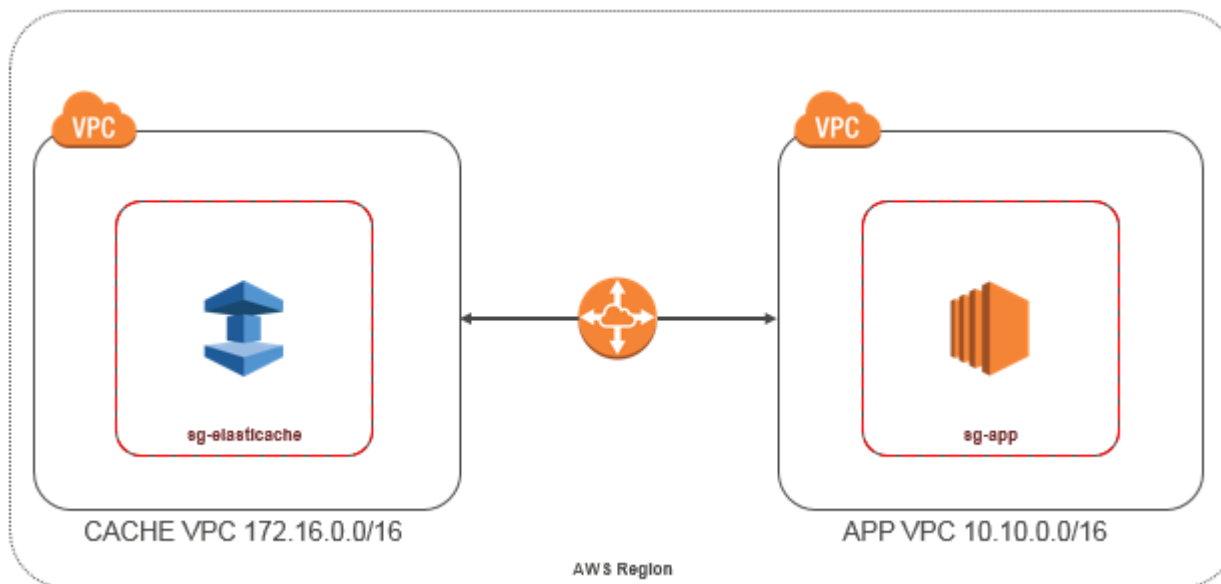 VPC
VPC
sg-elasticache
sg-app
CACHE VPC 172.16.0.0/16
APP VPC 10.10.0.0/16
AWS Region